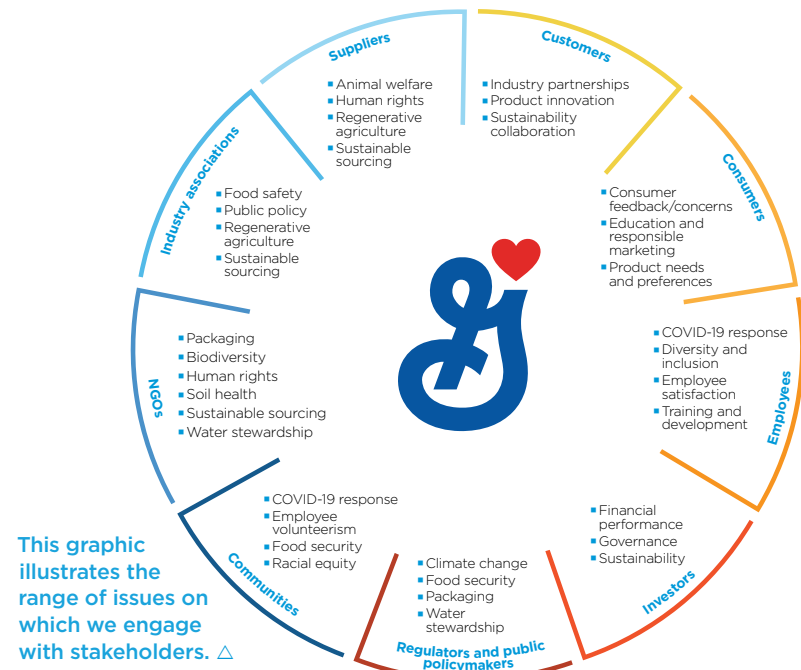 Suppliers
Animal welfare
Human rights
Regenerative
agriculture
Sustainable
sourcing
Customers
Industry partnerships
Product innovation
Sustainability
collaboration
Consumers
Consumer
feedback/concerns
Education and
responsible
marketing
Product needs
and preferences
Employees
COVID-19 response
Diversity and
inclusion
Employee
satisfaction
Training and
development
Investors
Financial
performance
Governance
Sustainability
Regulators and public
policymakers
Climate change
Food security
Packaging
Water
stewardship
Communities
COVID-19 response
Employee
volunteerism
Food security
Racial equity
NGOs
Packaging
Biodiversity
Human rights
Soil health
Sustainable sourcing
Water stewardship
Industry associations
Food safety
Public policy
Regenerative
agriculture
Sustainable
sourcing
G
This graphic
illustrates the
range of issues on
which we engage
with stakeholders. △